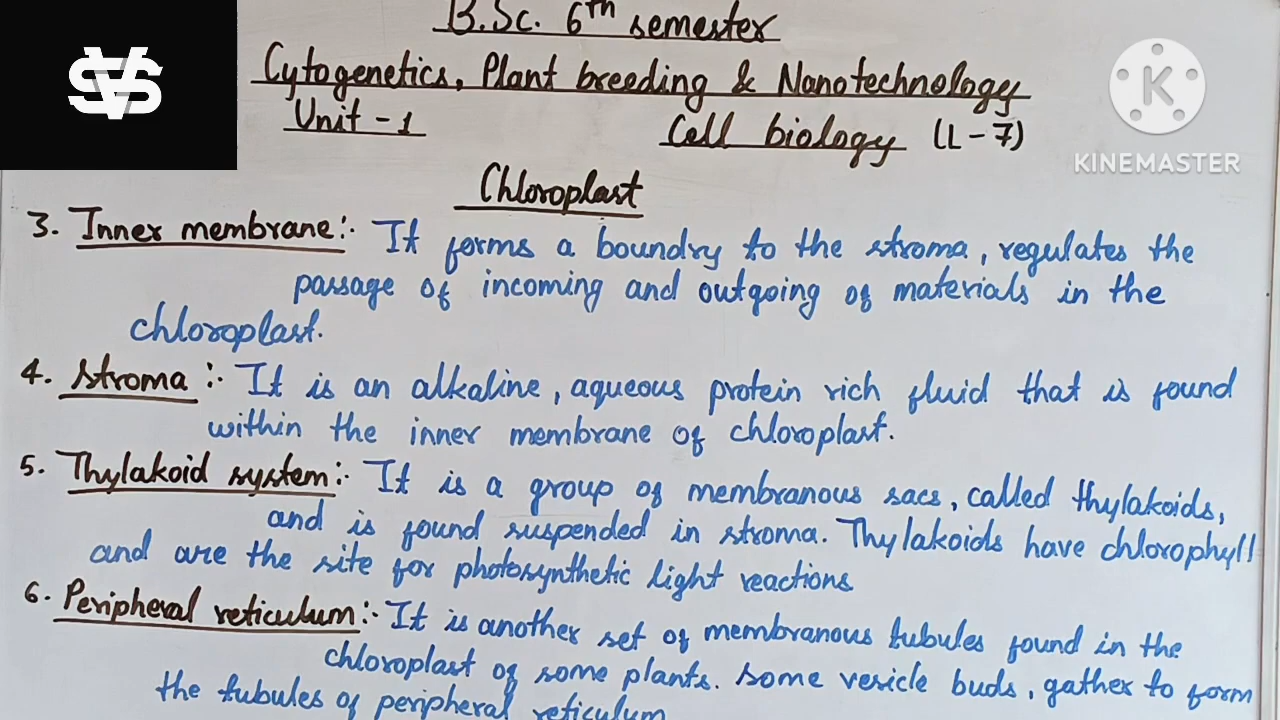 B.Sc. 6th semester
Cytogenetics, Plant breeding & Nanotechnology
Unit - 1 Cell biology (L-7)
KINEMASTER
Chloroplast
3. Inner membrane:- It forms a boundry to the stroma, regulates the
passage of incoming and outgoing of materials in the
chloroplast.
4. Stroma:- It is an alkaline, aqueous protein rich fluid that is found
within the inner membrane of chloroplast.
5. Thylakoid system:- It is a group of membranous sacs, called thylakoids,
and is found suspended in stroma. Thylakoids have chlorophyll
and are the site for photosynthetic light reactions
6. Peripheral reticulum:- It is another set of membranous tubules found in the
chloroplast of some plants. Some vesicle buds, gather to form
the tubules of peripheral reticulum